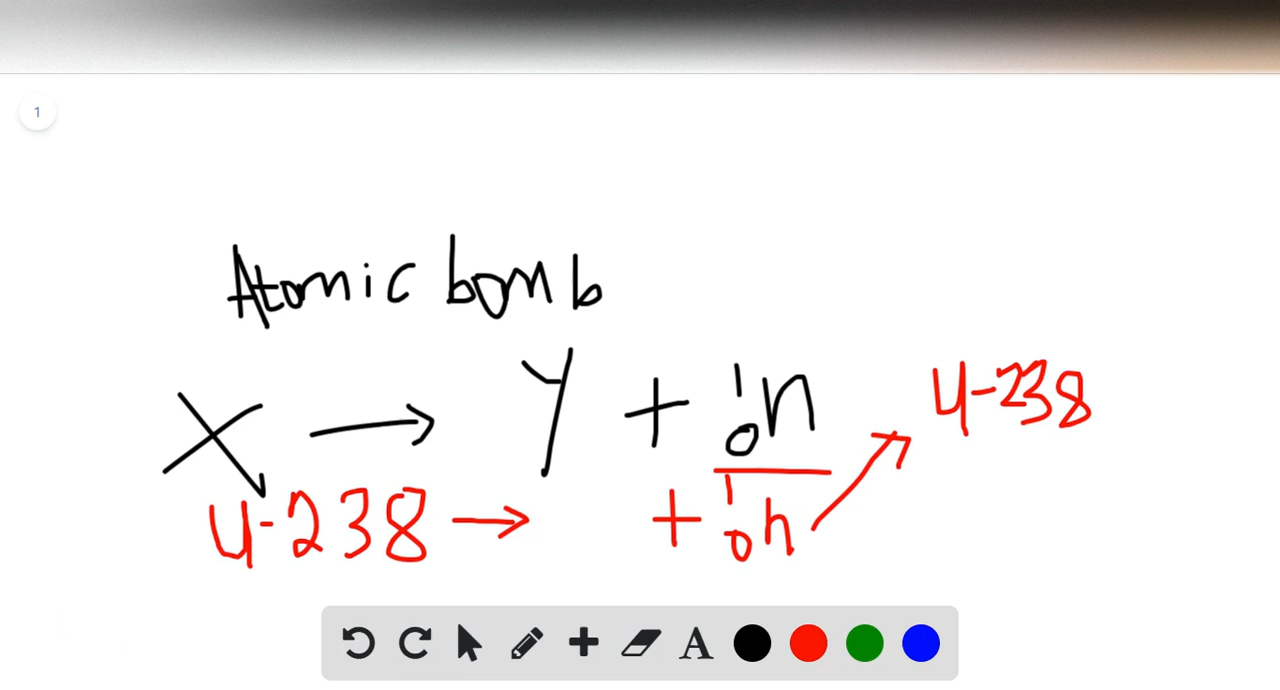 1
Atomic bomb
X → Y + ¹₀n
U-238 → + ¹₀n → U-238
A